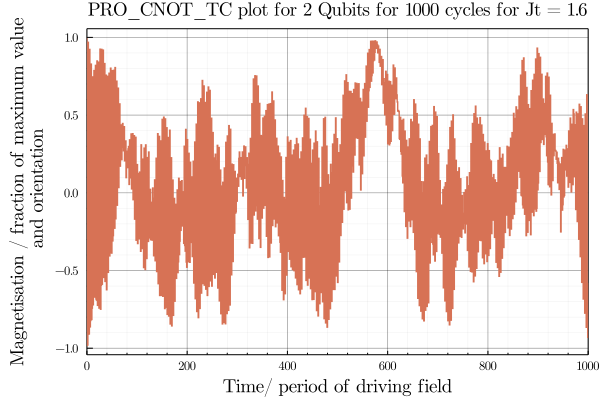 PRO_CNOT_TC plot for 2 Qubits for 1000 cycles for Jt = 1.6
Magnetisation / fraction of maximum value
and orientation
1.0
0.5
0.0
−0.5
−1.0
0
200
400
600
800
1000
Time/ period of driving field